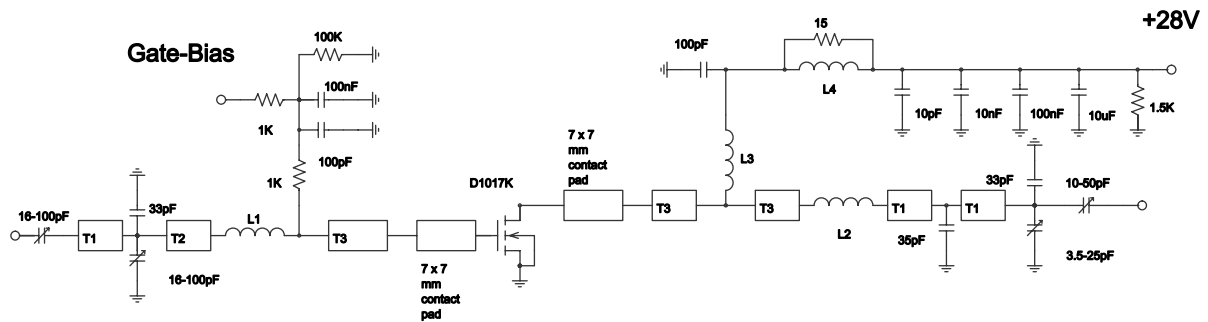 +28V
Gate-Bias
100K
15
100pF
L4
100nF
1K
10pF
10nF
100nF
10uF
1.5K
100pF
1K
7 x 7
mm
contact
pad
L3
D1017K
16-100pF
33pF
L1
T1
T2
T3
T3
T3
L2
T1
T1
33pF
10-50pF
35pF
3.5-25pF
16-100pF
7 x 7
mm
contact
pad